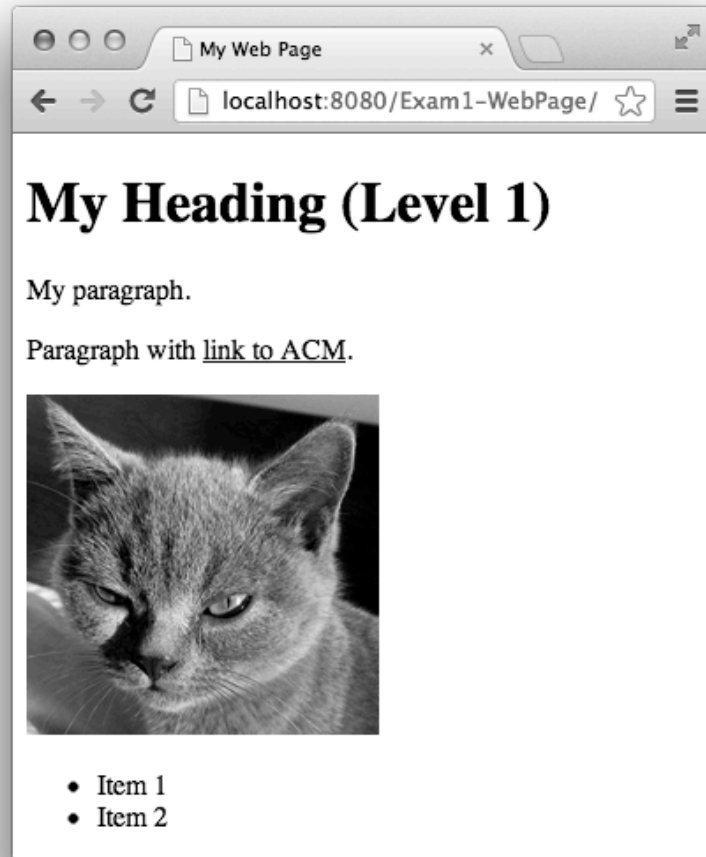 My Web Page
localhost:8080/Exam1-WebPage/
My Heading (Level 1)
My paragraph.
Paragraph with link to ACM.
Item 1
Item 2